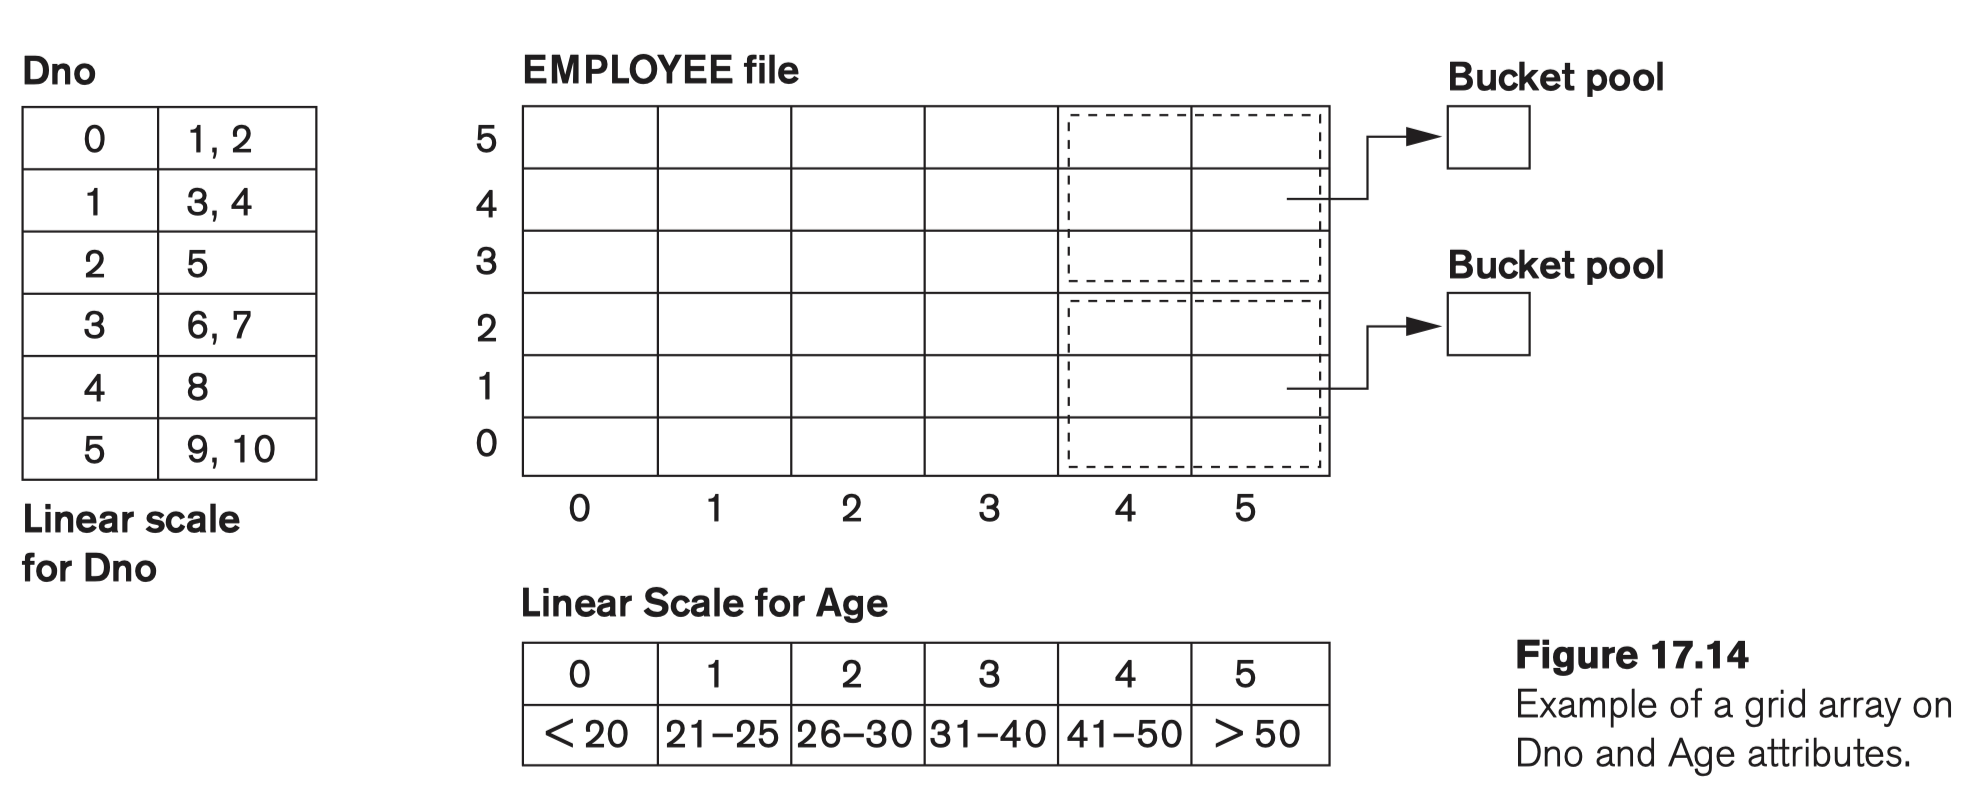 Dno
0 1, 2
1 3, 4
2 5
3 6, 7
4 8
5 9, 10
Linear scale
for Dno
EMPLOYEE file
5
4
3
2
1
0
0 1 2 3 4 5
Bucket pool
Bucket pool
Linear Scale for Age
0 1 2 3 4 5
< 20 21–25 26–30 31–40 41–50 > 50
Figure 17.14
Example of a grid array on
Dno and Age attributes.